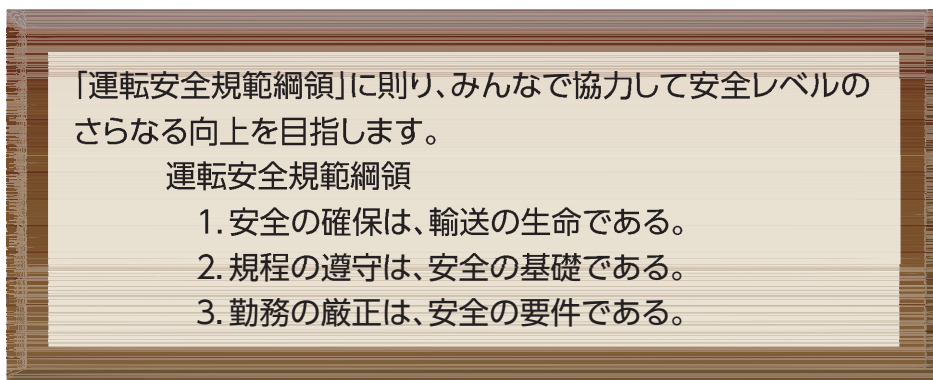 「運転安全規範綱領」に則り、みんなで協力して安全レベルの
さらなる向上を目指します。
運転安全規範綱領
1. 安全の確保は、輸送の生命である。
2. 規程の遵守は、安全の基礎である。
3. 勤務の厳正は、安全の要件である。